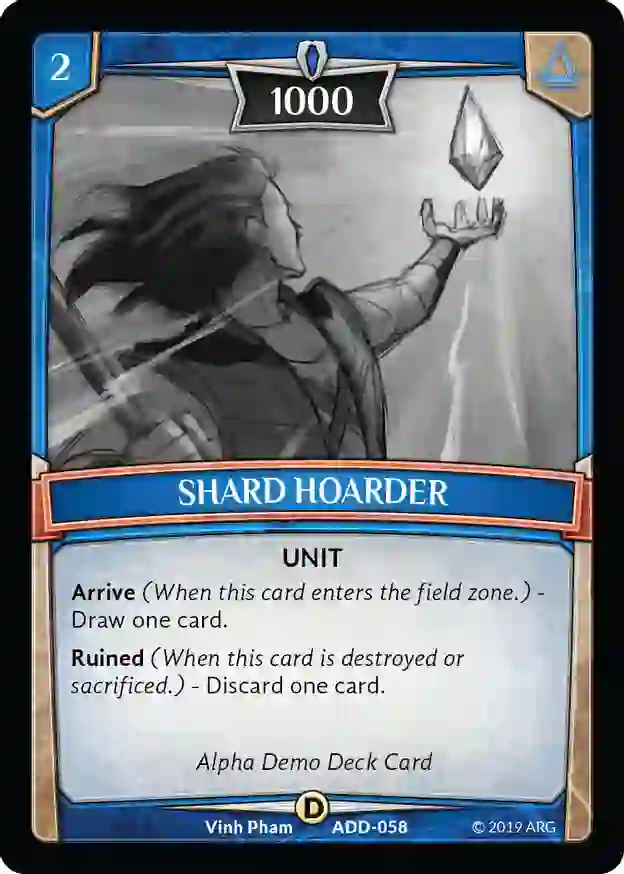 2
1000
SHARD HOARDER
UNIT
Arrive (When this card enters the field zone.) -
Draw one card.
Ruined (When this card is destroyed or
sacrificed.) - Discard one card.
Alpha Demo Deck Card
Vinh Pham D ADD-058 © 2019 ARG